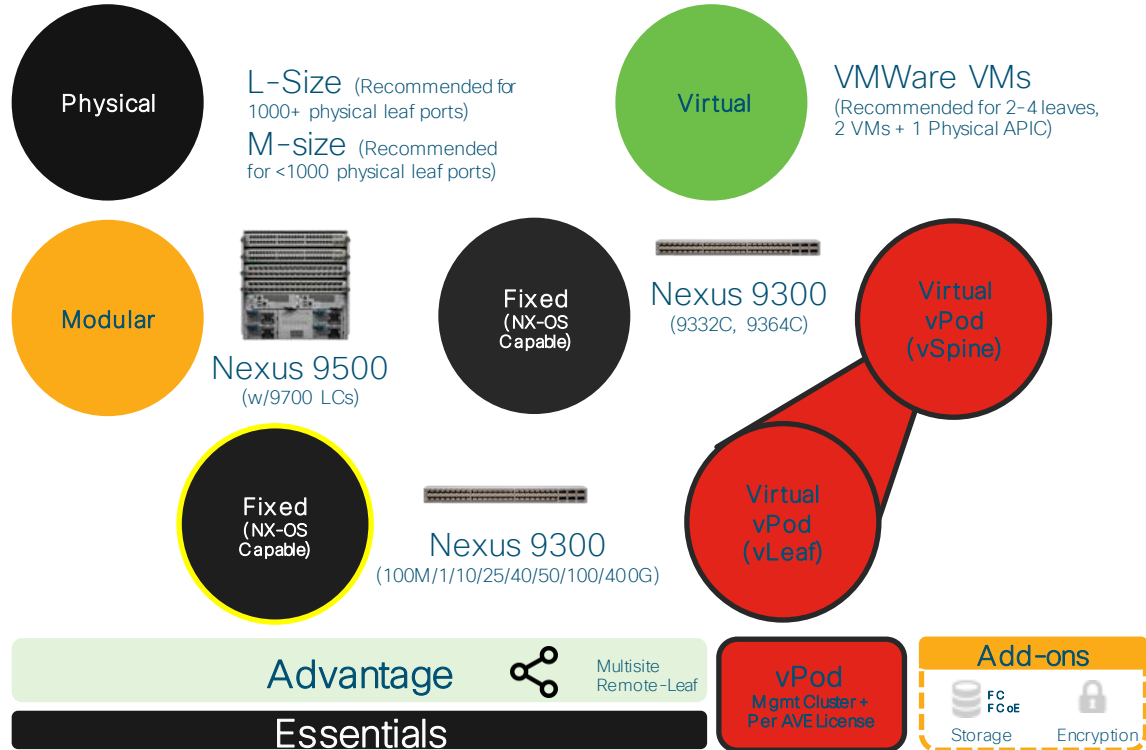 Physical
L-Size (Recommended for
1000+ physical leaf ports)
M-size (Recommended
for <1000 physical leaf ports)
Virtual
VMWare VMs
(Recommended for 2-4 leaves,
2 VMs + 1 Physical APIC)
Modular
Nexus 9500
(w/9700 LCs)
Fixed
(NX-OS
Capable)
Nexus 9300
(9332C, 9364C)
Virtual
vPod
(vSpine)
Fixed
(NX-OS
Capable)
Nexus 9300
(100M/1/10/25/40/50/100/400G)
Virtual
vPod
(vLeaf)
Advantage
Multisite
Remote-Leaf
Essentials
vPod
Mgmt Cluster +
Per AVE License
Add-ons
FC
FCoE
Storage
Encryption